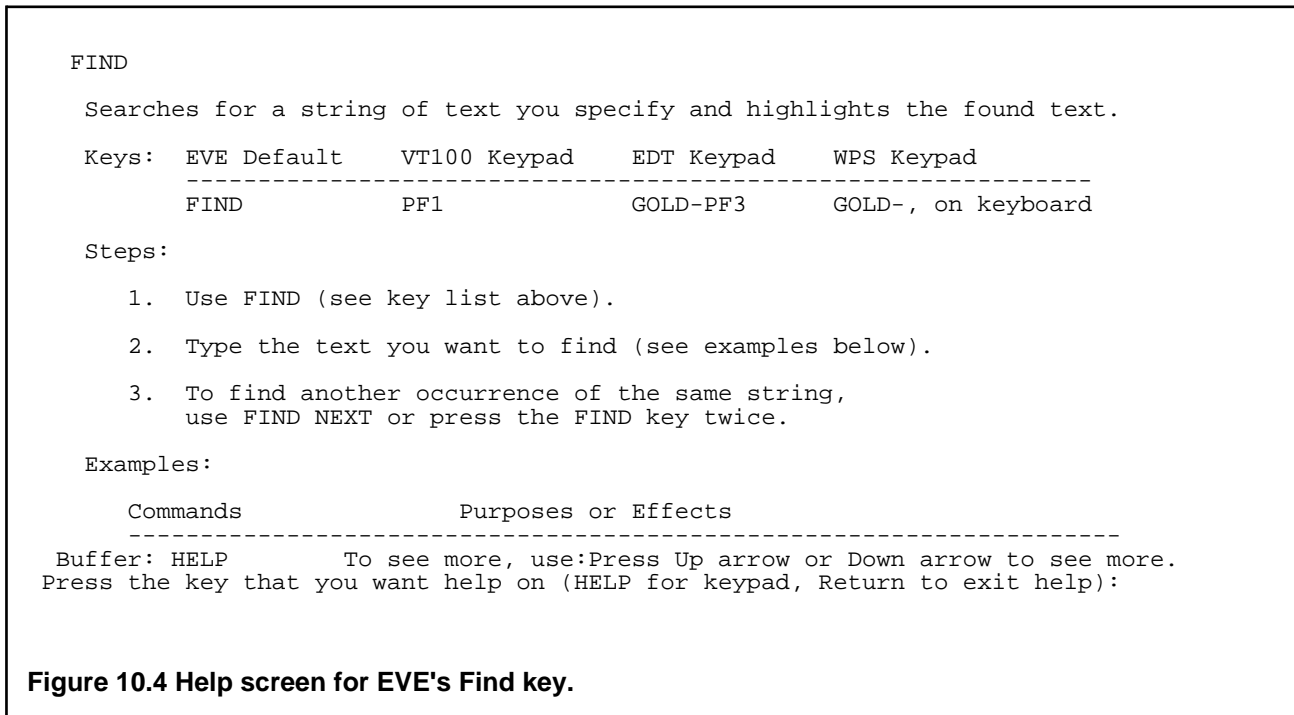 FIND
Searches for a string of text you specify and highlights the found text.
Keys: EVE Default VT100 Keypad EDT Keypad WPS Keypad
---------------------------------------------------------------
FIND PF1 GOLD-PF3 GOLD-, on keyboard
Steps:
1. Use FIND (see key list above).
2. Type the text you want to find (see examples below).
3. To find another occurrence of the same string,
use FIND NEXT or press the FIND key twice.
Examples:
Commands Purposes or Effects
---------------------------------------------------------------------
Buffer: HELP To see more, use:Press Up arrow or Down arrow to see more.
Press the key that you want help on (HELP for keypad, Return to exit help):
Figure 10.4 Help screen for EVE's Find key.